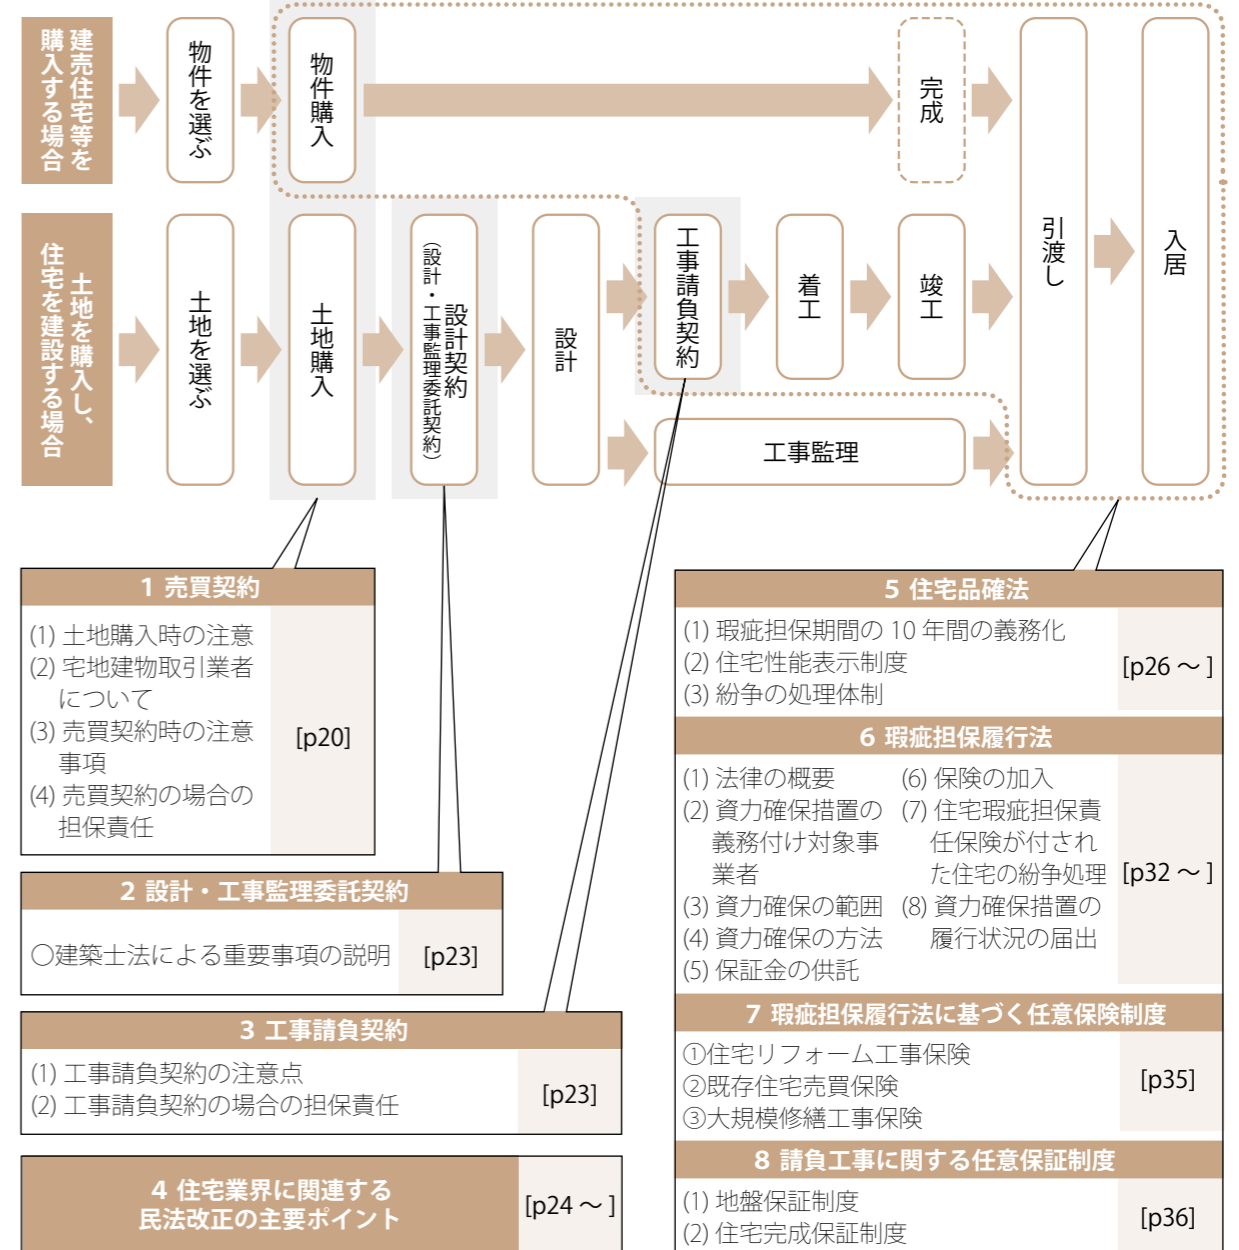 建売住宅等を
購入する場合
物件を選ぶ
物件購入
完成
土地を購入し、
住宅を建設する場合
土地を選ぶ
土地購入
設計契約
（設計・工事監理委託契約）
設計
工事請負契約
着工
竣工
工事監理
引渡し
入居
1 売買契約
(1) 土地購入時の注意
(2) 宅地建物取引業者
について
(3) 売買契約時の注意
事項
(4) 売買契約の場合の
担保責任
[p20]
2 設計・工事監理委託契約
○建築士法による重要事項の説明
[p23]
3 工事請負契約
(1) 工事請負契約の注意点
(2) 工事請負契約の場合の担保責任
[p23]
4 住宅業界に関連する
民法改正の主要ポイント
[p24～]
5 住宅品確法
(1) 瑕疵担保期間の 10 年間の義務化
(2) 住宅性能表示制度
(3) 紛争の処理体制
[p26～]
6 瑕疵担保履行法
(1) 法律の概要
(2) 資力確保措置の
義務付け対象事
業者
(3) 資力確保の範囲
(4) 資力確保の方法
(5) 保証金の供託
(6) 保険の加入
(7) 住宅瑕疵担保責
任保険が付され
た住宅の紛争処理
(8) 資力確保措置の
履行状況の届出
[p32～]
7 瑕疵担保履行法に基づく任意保険制度
①住宅リフォーム工事保険
②既存住宅売買保険
③大規模修繕工事保険
[p35]
8 請負工事に関する任意保証制度
(1) 地盤保証制度
(2) 住宅完成保証制度
[p36]